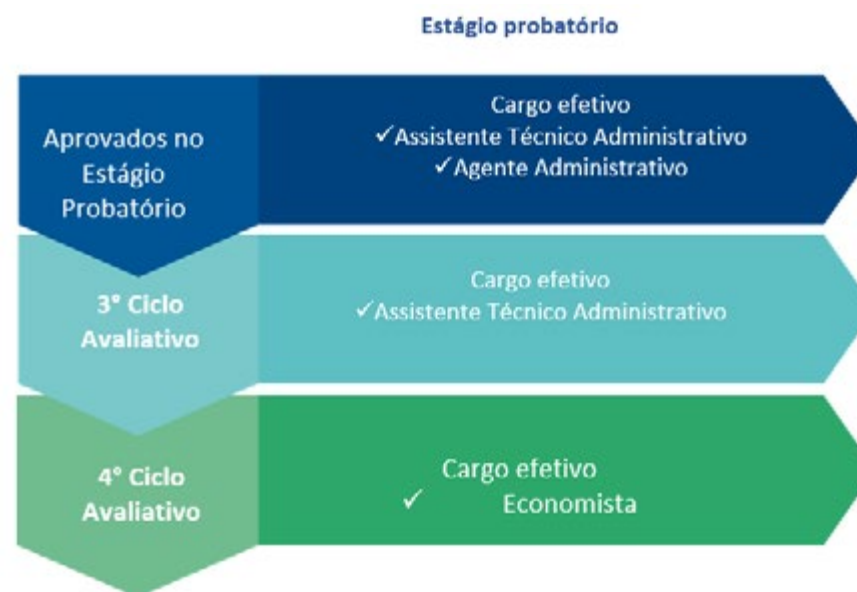 Estágio probatório
Aprovados no
Estágio
Probatório
Cargo efetivo
✓Assistente Técnico Administrativo
✓Agente Administrativo
3° Ciclo
Avaliativo
Cargo efetivo
✓Assistente Técnico Administrativo
4° Ciclo
Avaliativo
Cargo efetivo
✓ Economista